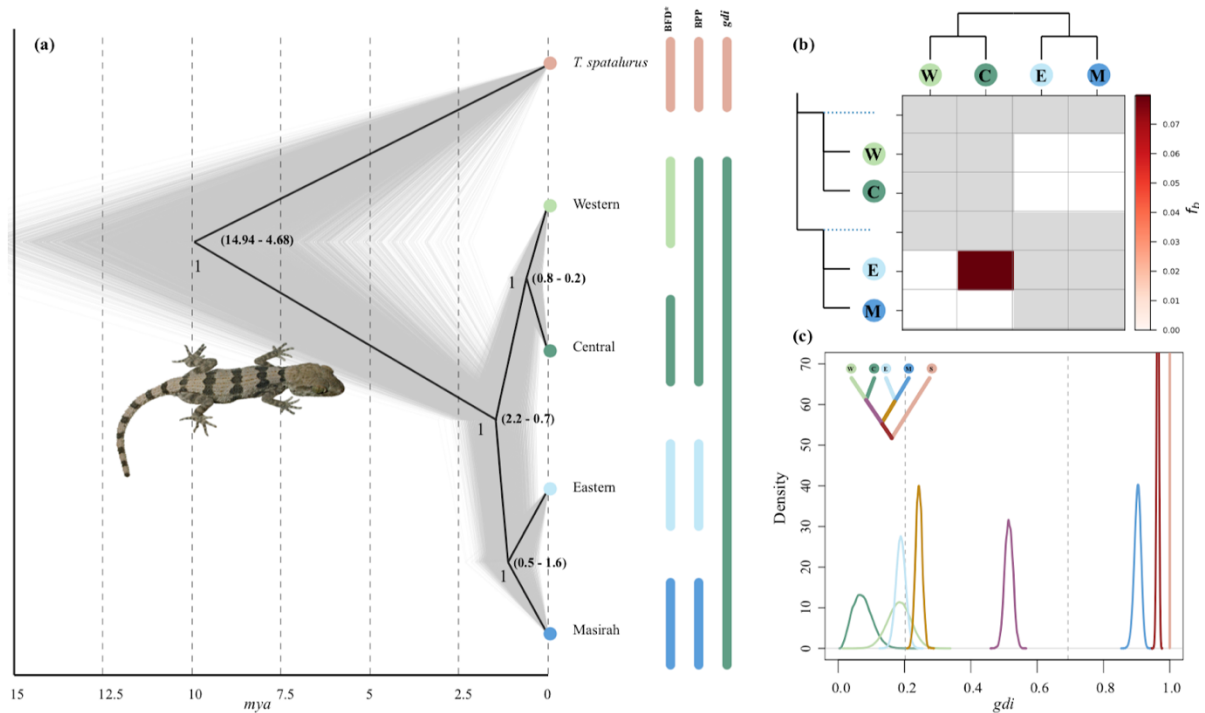 (a)
T. spatalurus
(14.94 - 4.68)
1
Western
1
(0.8 - 0.2)
Central
(2.2 - 0.7)
1
Eastern
(0.5 - 1.6)
1
Masirah
15
12.5
10
7.5
5
2.5
0
mya
BFD*
BPP
gdi
(b)
W
C
E
M
W
C
E
M
0.07
0.06
0.05
0.04
0.03
0.02
0.01
0.00
fb
(c)
70
60
50
40
30
20
10
0
Density
W
C
E
M
S
0.0
0.2
0.4
0.6
0.8
1.0
gdi